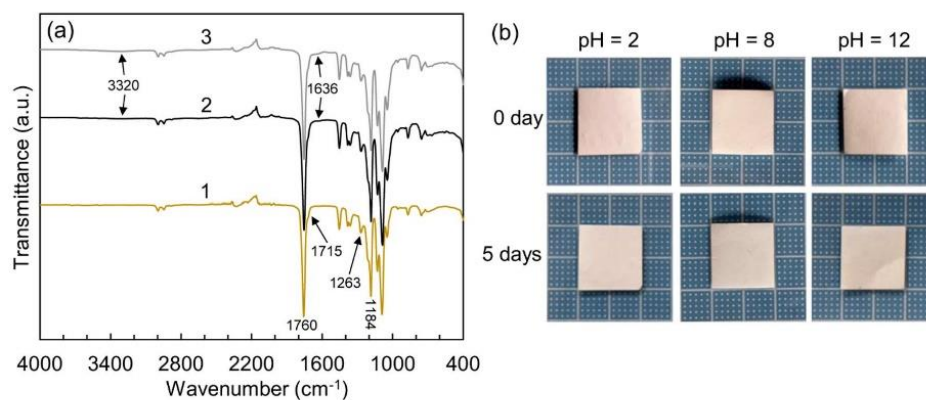 (a)
3
3320
1636
2
1
1715
1263
1760
1184
Transmittance (a.u.)
4000 3400 2800 2200 1600 1000 400
Wavenumber (cm⁻¹)
(b)
pH = 2 pH = 8 pH = 12
0 day
5 days